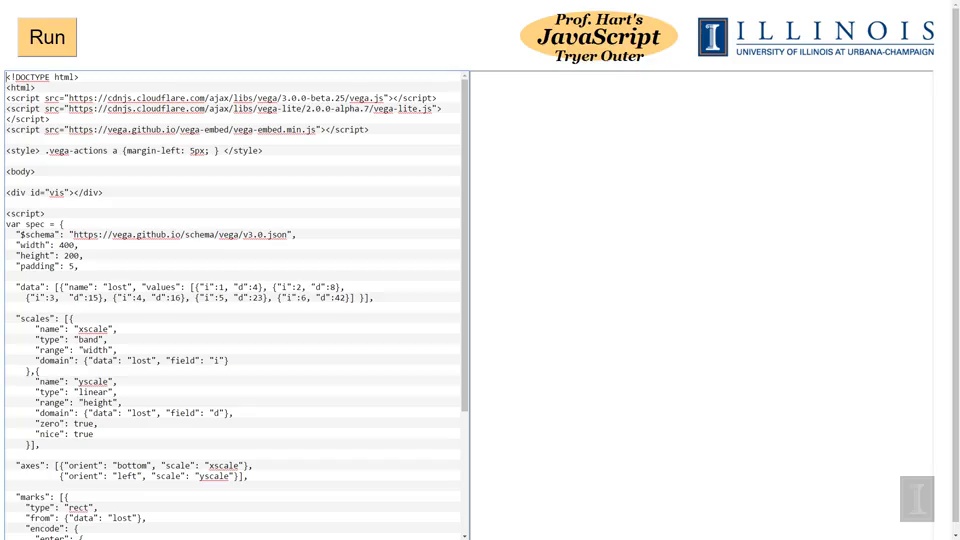 Run
Prof. Hart's
JavaScript
Tryer Outer
I ILLINOIS
UNIVERSITY OF ILLINOIS AT URBANA-CHAMPAIGN
<!DOCTYPE html>
<html>
<script src="https://cdnjs.cloudflare.com/ajax/libs/vega/3.0.0-beta.25/vega.js"></script>
<script src="https://cdnjs.cloudflare.com/ajax/libs/vega-lite/2.0.0-alpha.7/vega-lite.js">
</script>
<script src="https://vega.github.io/vega-embed/vega-embed.min.js"></script>
<style> .vega-actions a {margin-left: 5px; } </style>
<body>
<div id="vis"></div>
<script>
var spec = {
"$schema": "https://vega.github.io/schema/vega/v3.0.json",
"width": 400,
"height": 200,
"padding": 5,
"data": [{"name": "lost", "values": [{"i":1, "d":4}, {"i":2, "d":8},
{"i":3, "d":15}, {"i":4, "d":16}, {"i":5, "d":23}, {"i":6, "d":42}] }],
"scales": [{
"name": "xscale",
"type": "band",
"range": "width",
"domain": {"data": "lost", "field": "i"}
},{
"name": "yscale",
"type": "linear",
"range": "height",
"domain": {"data": "lost", "field": "d"},
"zero": true,
"nice": true
}],
"axes": [{"orient": "bottom", "scale": "xscale"},
{"orient": "left", "scale": "yscale"}],
"marks": [{
"type": "rect",
"from": {"data": "lost"},
"encode": {
"enter": {
I